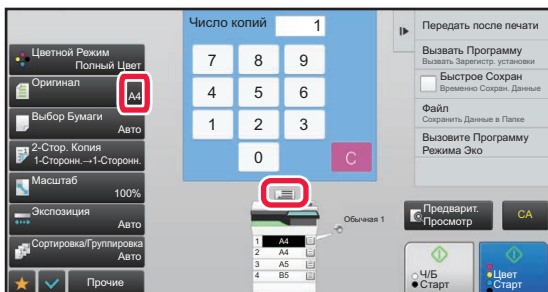 Число копий 1
Цветной Режим
Полный Цвет
Оригинал
A4
Выбор Бумаги
Авто
2-Стор. Копия
1-Сторонн.→1-Сторонн.
Масштаб
100%
Экспозиция
Авто
Сортировка/Группировка
Авто
Прочие
7 8 9
4 5 6
1 2 3
0 C
Обычная 1
1 A4
2 A4
3 A5
4 B5
Передать после печати
Вызвать Программу
Вызвать Зарегистр. установки
Быстрое Сохран
Временно Сохран. Данные
Файл
Сохранить Данные в Папке
Вызовите Программу
Режима Эко
Предварит.
Просмотр
CA
Ч/Б
Старт
Цвет
Старт